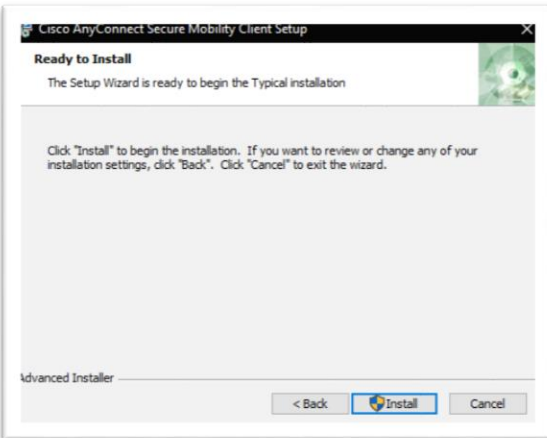 Cisco AnyConnect Secure Mobility Client Setup
Ready to Install
The Setup Wizard is ready to begin the Typical installation
Click "Install" to begin the installation. If you want to review or change any of your
installation settings, click "Back". Click "Cancel" to exit the wizard.
Advanced Installer
< Back Install Cancel